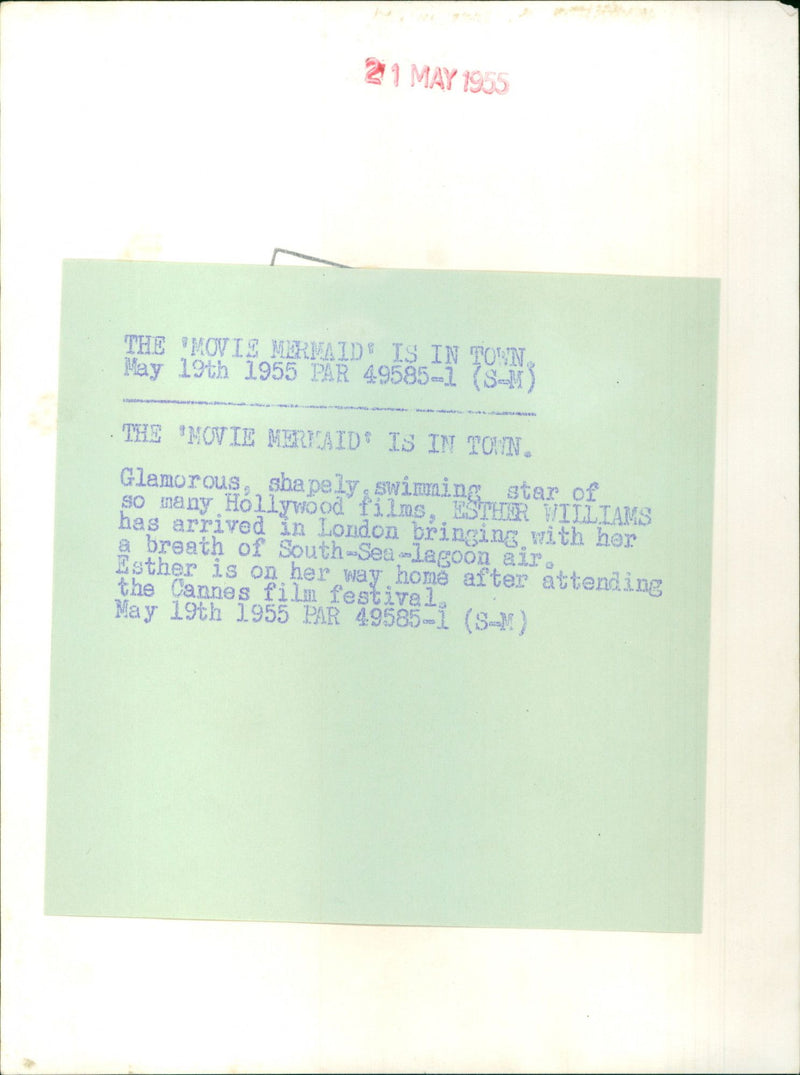 21 MAY 1955
THE 'MOVIE MERMAID' IS IN TOWN.
May 19th 1955 PAR 49585-1 (S-M)
THE 'MOVIE MERMAID' IS IN TOWN.
Glamorous, shapely,swimming star of
so many Hollywood films, ESTHER WILLIAMS
has arrived in London bringing with her
a breath of South-Sea-lagoon air.
Esther is on her way home after attending
the Cannes film festival.
May 19th 1955 PAR 49585-1 (S-M)